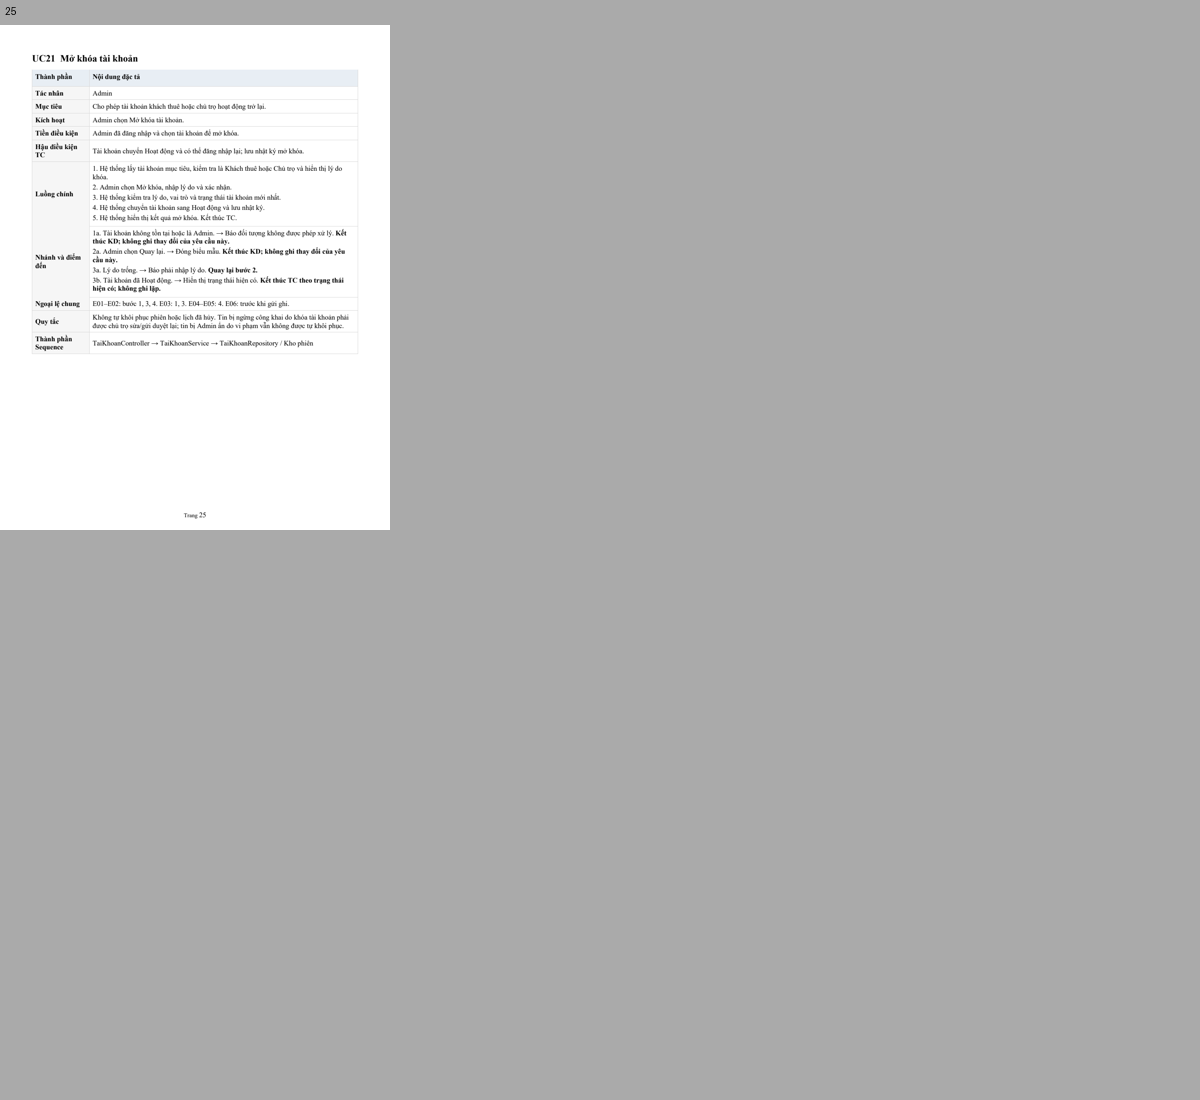 25
UC21 Mở khóa tài khoản
Thành phần Nội dung đặc tả
Tác nhân Admin
Mục tiêu Cho phép tài khoản khách thuê hoặc chủ trọ hoạt động trở lại.
Kích hoạt Admin chọn Mở khóa tài khoản.
Tiền điều kiện Admin đã đăng nhập và chọn tài khoản để mở khóa.
Hậu điều kiện
TC
Tài khoản chuyển Hoạt động và có thể đăng nhập lại; lưu nhật ký mở khóa.
Luồng chính
1. Hệ thống lấy tài khoản mục tiêu, kiểm tra là Khách thuê hoặc Chủ trọ và hiển thị lý do
khóa.
2. Admin chọn Mở khóa, nhập lý do và xác nhận.
3. Hệ thống kiểm tra lý do, vai trò và trạng thái tài khoản mới nhất.
4. Hệ thống chuyển tài khoản sang Hoạt động và lưu nhật ký.
5. Hệ thống hiển thị kết quả mở khóa. Kết thúc TC.
Nhánh và điểm
đến
1a. Tài khoản không tồn tại hoặc là Admin. → Báo đối tượng không được phép xử lý. Kết
thúc KD; không ghi thay đổi của yêu cầu này.
2a. Admin chọn Quay lại. → Đóng biểu mẫu. Kết thúc KD; không ghi thay đổi của yêu
cầu này.
3a. Lý do trống. → Báo phải nhập lý do. Quay lại bước 2.
3b. Tài khoản đã Hoạt động. → Hiển thị trạng thái hiện có. Kết thúc TC theo trạng thái
hiện có; không ghi lặp.
Ngoại lệ chung E01–E02: bước 1, 3, 4. E03: 1, 3. E04–E05: 4. E06: trước khi gửi ghi.
Quy tắc
Không tự khôi phục phiên hoặc lịch đã hủy. Tin bị ngừng công khai do khóa tài khoản phải
được chủ trọ sửa/gửi duyệt lại; tin bị Admin ẩn do vi phạm vẫn không được tự khôi phục.
Thành phần
Sequence
TaiKhoanController → TaiKhoanService → TaiKhoanRepository / Kho phiên
Trang 25